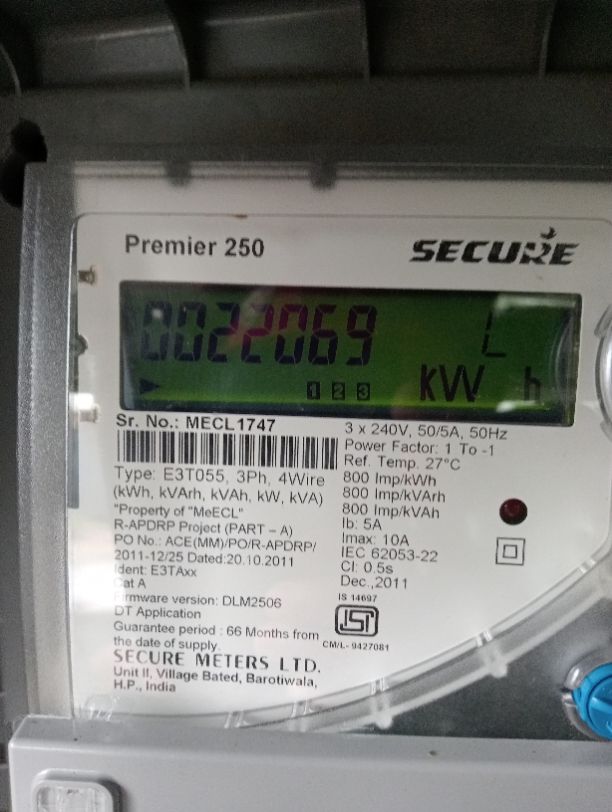 Premier 250
SECURE
0022069 L
1 2 3 kW h
Sr. No.: MECL1747
3 x 240V, 50/5A, 50Hz
Power Factor: 1 To -1
Ref. Temp. 27°C
Type: E3T055, 3Ph, 4Wire
800 Imp/kWh
(kWh, kVArh, kVAh, kW, kVA)
800 Imp/kVArh
"Property of "MeECL"
800 Imp/kVAh
R-APDRP Project (PART – A)
Ib: 5A
PO No.: ACE(MM)/PO/R-APDRP/
Imax: 10A
2011-12/25 Dated:20.10.2011
IEC 62053-22
Ident: E3TAxx
Cl: 0.5s
Cat A
Dec.,2011
Firmware version: DLM2506
IS 14697
DT Application
ISI
Guarantee period : 66 Months from
the date of supply.
CM/L- 9427081
SECURE METERS LTD.
Unit II, Village Bated, Barotiwala,
H.P., India